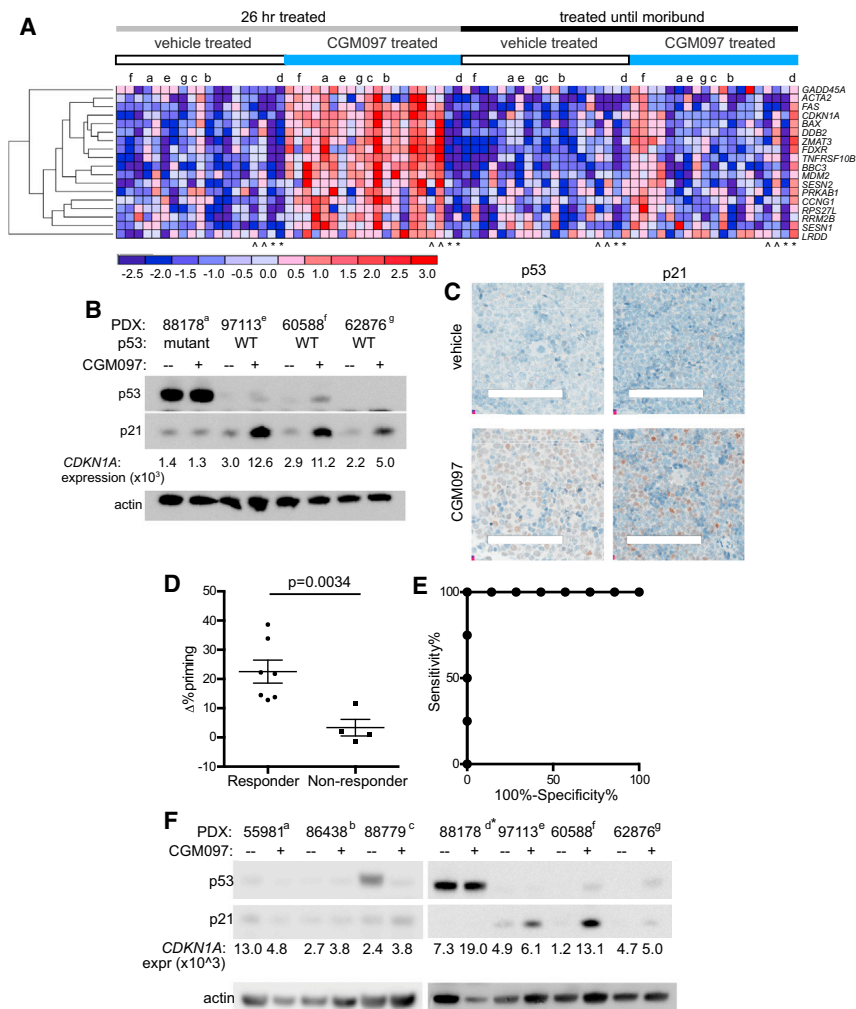 A
26 hr treated
treated until moribund
vehicle treated
CGM097 treated
vehicle treated
CGM097 treated
f a e g c b d f a e g c b d f a e gc b d f a e g c b d
GADD45A
ACTA2
FAS
CDKN1A
BAX
DDB2
ZMAT3
FDXR
TNFRSF10B
BBC3
MDM2
SESN2
PRKAB1
CCNG1
RPS27L
RRM2B
SESN1
LRDD
^ ^ * * ^ ^ * * ^ ^ * * ^ ^ * *
-2.5 -2.0 -1.5 -1.0 -0.5 0.0 0.5 1.0 1.5 2.0 2.5 3.0
B
PDX: 88178a 97113e 60588f 62876g
p53: mutant WT WT WT
CGM097: -- + -- + -- + -- +
p53
p21
CDKN1A: 1.4 1.3 3.0 12.6 2.9 11.2 2.2 5.0
expression (x10³)
actin
C
p53 p21
vehicle
CGM097
D
p=0.0034
Δ%priming
50
40
30
20
10
0
-10
Responder Non-responder
E
Sensitivity%
100
50
0
0 50 100
100%-Specificity%
F
PDX: 55981a 86438b 88779c 88178d* 97113e 60588f 62876g
CGM097: -- + -- + -- + -- + -- + -- + -- +
p53
p21
CDKN1A: 13.0 4.8 2.7 3.8 2.4 3.8 7.3 19.0 4.9 6.1 1.2 13.1 4.7 5.0
expr (x10^3)
actin